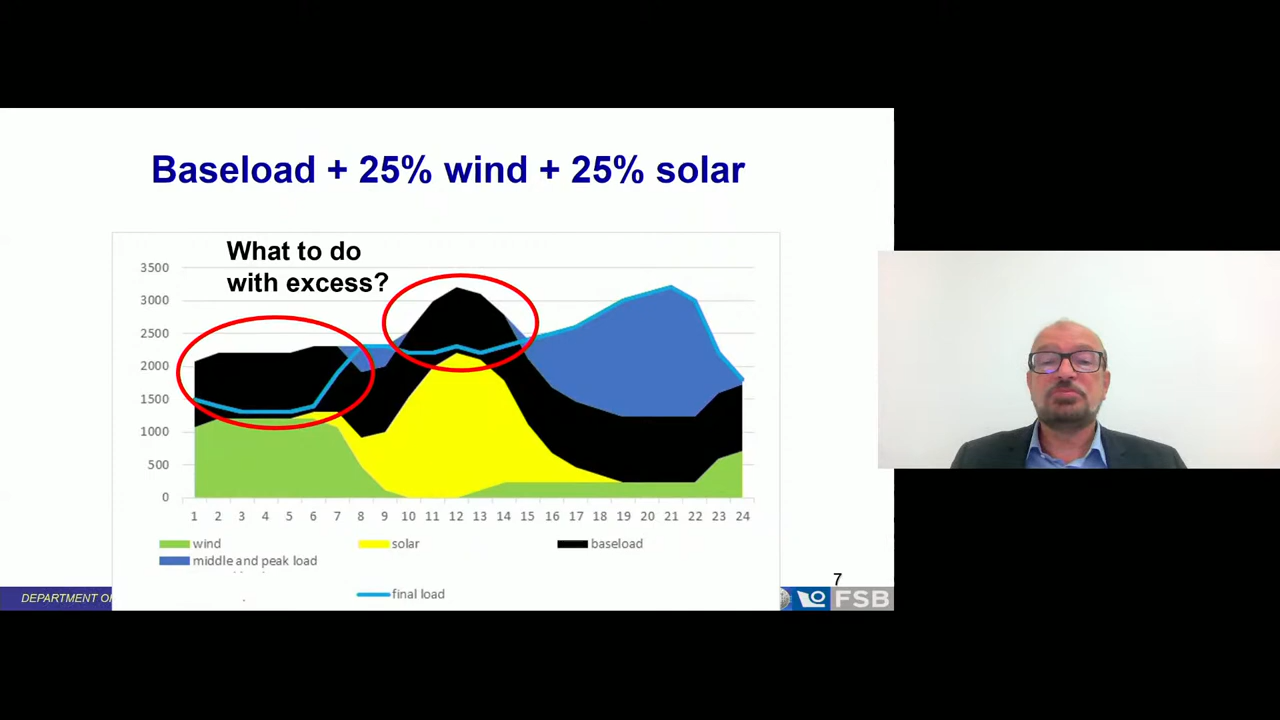 Baseload + 25% wind + 25% solar
What to do
with excess?
3500
3000
2500
2000
1500
1000
500
0
1 2 3 4 5 6 7 8 9 10 11 12 13 14 15 16 17 18 19 20 21 22 23 24
wind solar baseload
middle and peak load
final load
7
DEPARTMENT O
FSB